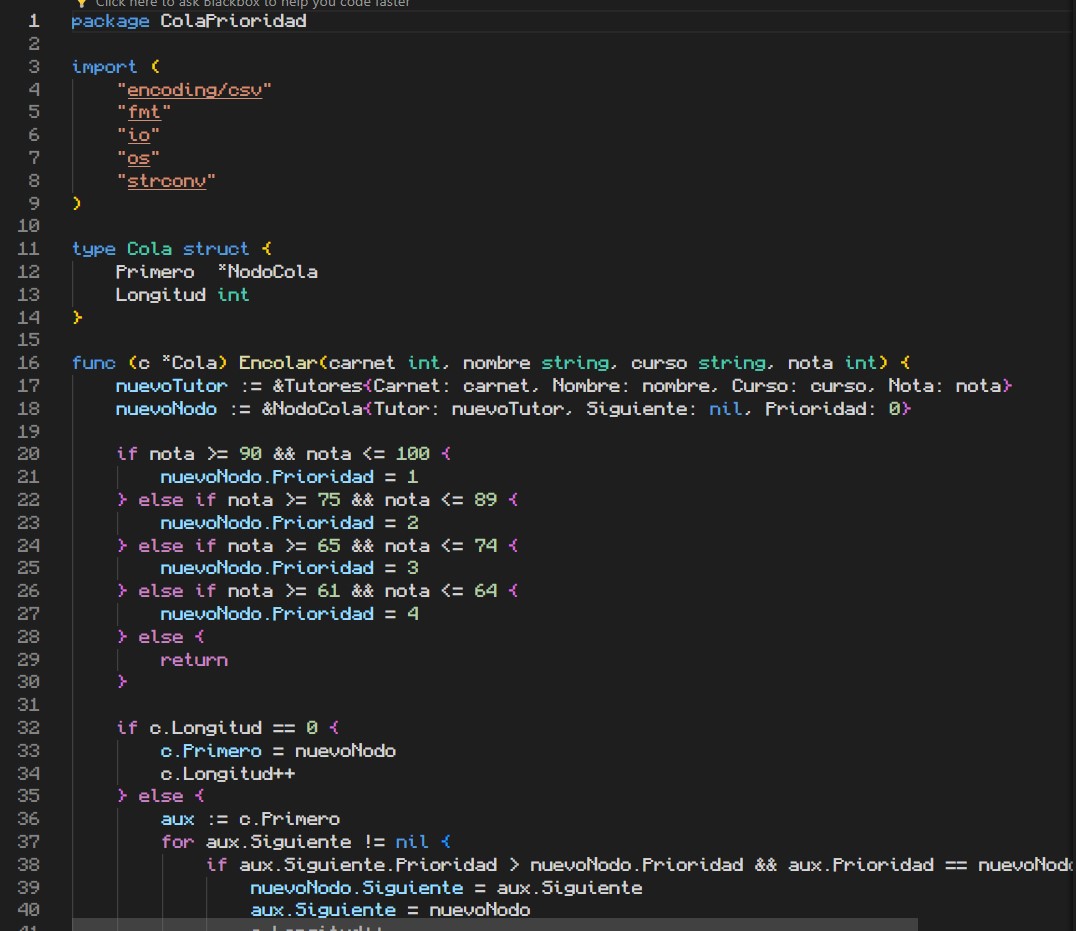 Click here to ask Blackbox to help you code faster
1 package ColaPrioridad
2
3 import (
4 "encoding/csv"
5 "fmt"
6 "io"
7 "os"
8 "strconv"
9 )
10
11 type Cola struct {
12 Primero *NodoCola
13 Longitud int
14 }
15
16 func (c *Cola) Encolar(carnet int, nombre string, curso string, nota int) {
17 nuevoTutor := &Tutores{Carnet: carnet, Nombre: nombre, Curso: curso, Nota: nota}
18 nuevoNodo := &NodoCola{Tutor: nuevoTutor, Siguiente: nil, Prioridad: 0}
19
20 if nota >= 90 && nota <= 100 {
21 nuevoNodo.Prioridad = 1
22 } else if nota >= 75 && nota <= 89 {
23 nuevoNodo.Prioridad = 2
24 } else if nota >= 65 && nota <= 74 {
25 nuevoNodo.Prioridad = 3
26 } else if nota >= 61 && nota <= 64 {
27 nuevoNodo.Prioridad = 4
28 } else {
29 return
30 }
31
32 if c.Longitud == 0 {
33 c.Primero = nuevoNodo
34 c.Longitud++
35 } else {
36 aux := c.Primero
37 for aux.Siguiente != nil {
38 if aux.Siguiente.Prioridad > nuevoNodo.Prioridad && aux.Prioridad == nuevoNod
39 nuevoNodo.Siguiente = aux.Siguiente
40 aux.Siguiente = nuevoNodo
41 c.Longitud++